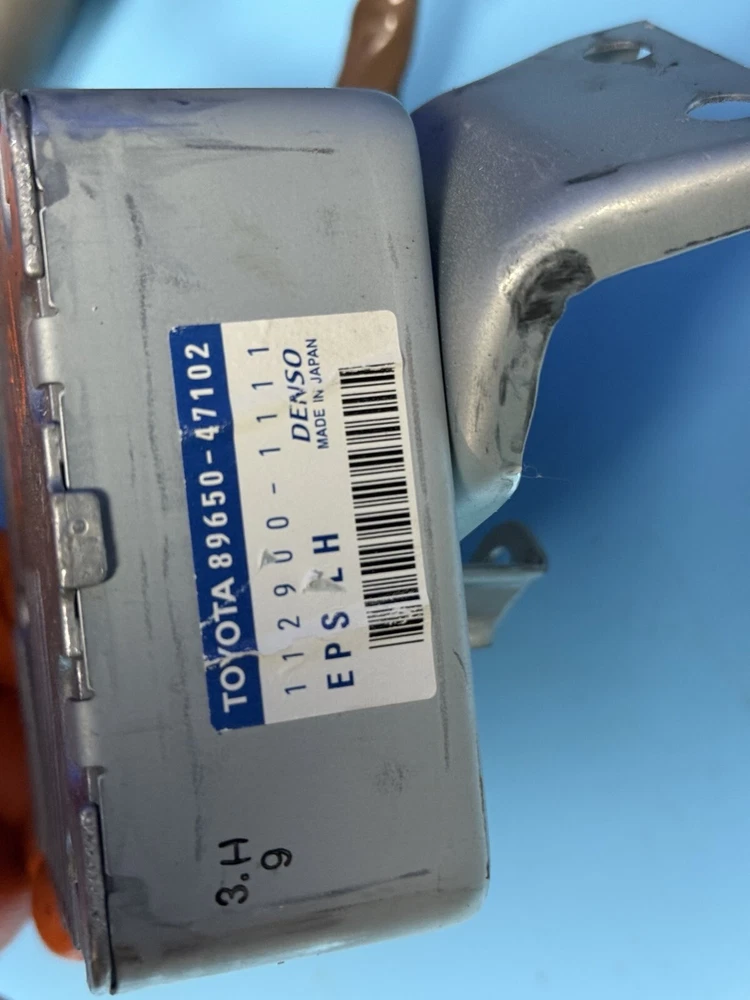 TOYOTA 89650-47102
112900-1111
DENSO
MADE IN JAPAN
EPS LH
3.H
9